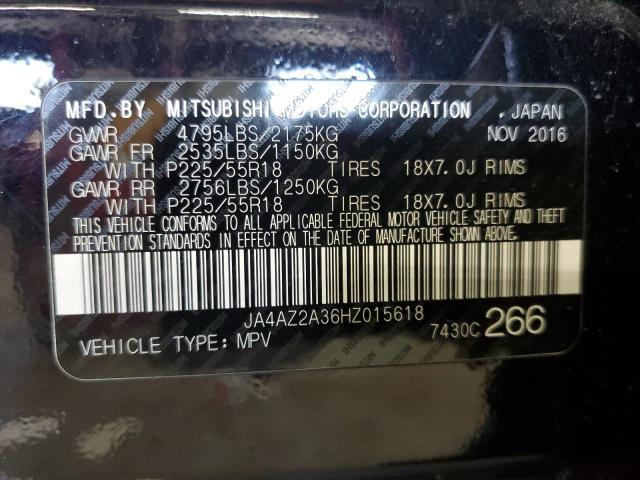 MFD.BY MITSUBISHI MOTORS CORPORATION , JAPAN
GVWR 4795LBS/2175KG NOV 2016
GAWR FR 2535LBS/1150KG
WITH P225/55R18 TIRES 18X7.0J RIMS
GAWR RR 2756LBS/1250KG
WITH P225/55R18 TIRES 18X7.0J RIMS
THIS VEHICLE CONFORMS TO ALL APPLICABLE FEDERAL MOTOR VEHICLE SAFETY AND THEFT
PREVENTION STANDARDS IN EFFECT ON THE DATE OF MANUFACTURE SHOWN ABOVE.
JA4AZ2A36HZ015618
VEHICLE TYPE: MPV 7430C 266